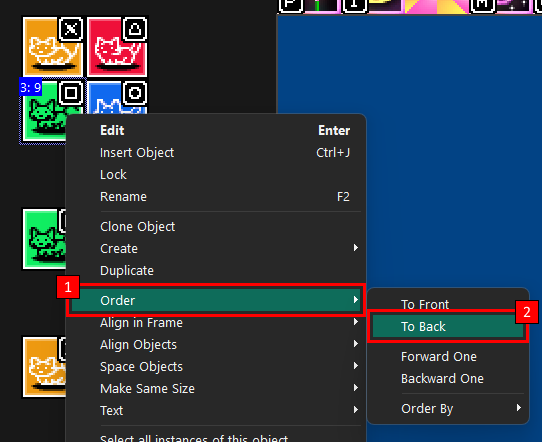 P I M
3: 9
Edit Enter
Insert Object Ctrl+J
Lock
Rename F2
Clone Object
Create
Duplicate
1
Order
Align in Frame
Align Objects
Space Objects
Make Same Size
Text
Select all instances of this object
To Front
2
To Back
Forward One
Backward One
Order By